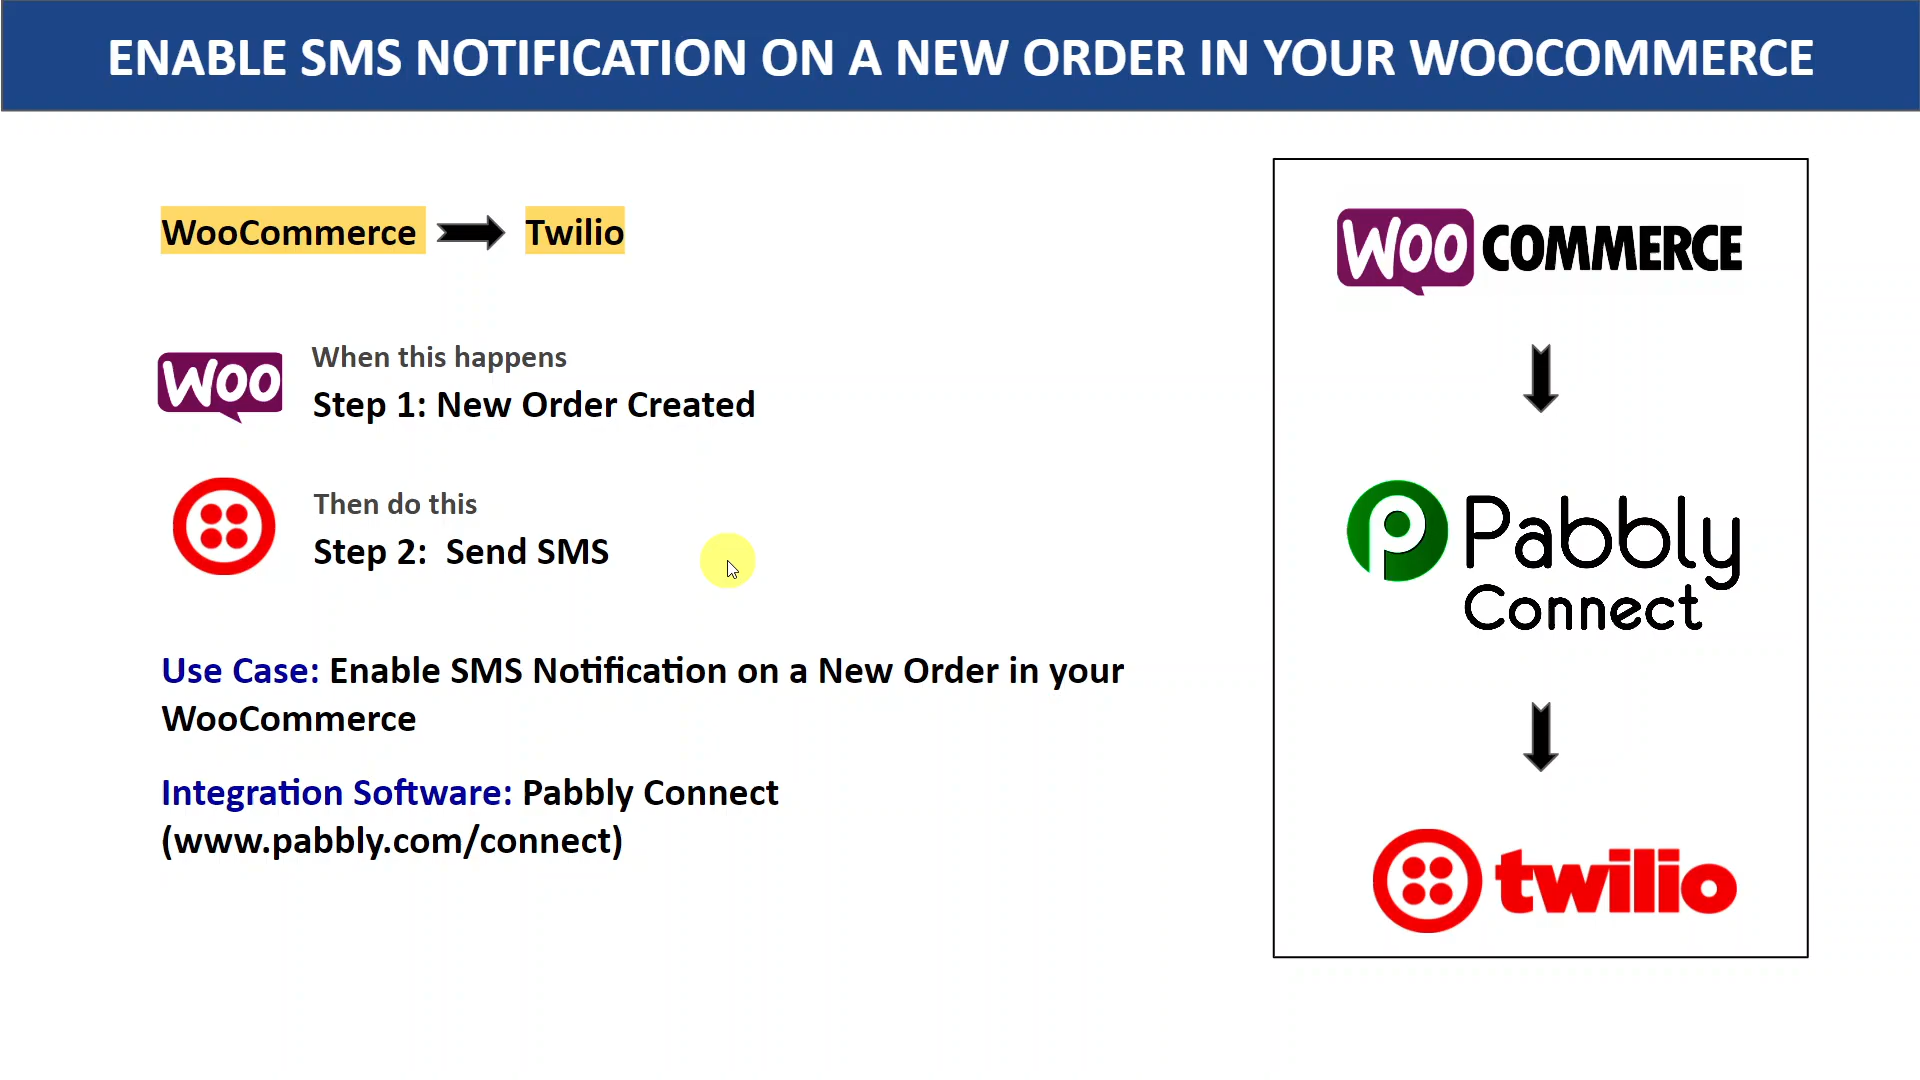 ENABLE SMS NOTIFICATION ON A NEW ORDER IN YOUR WOOCOMMERCE
WooCommerce Twilio
When this happens
Step 1: New Order Created
Then do this
Step 2: Send SMS
Use Case: Enable SMS Notification on a New Order in your
WooCommerce
Integration Software: Pabbly Connect
(www.pabbly.com/connect)
Woo
WOO COMMERCE
Pabbly
Connect
twilio